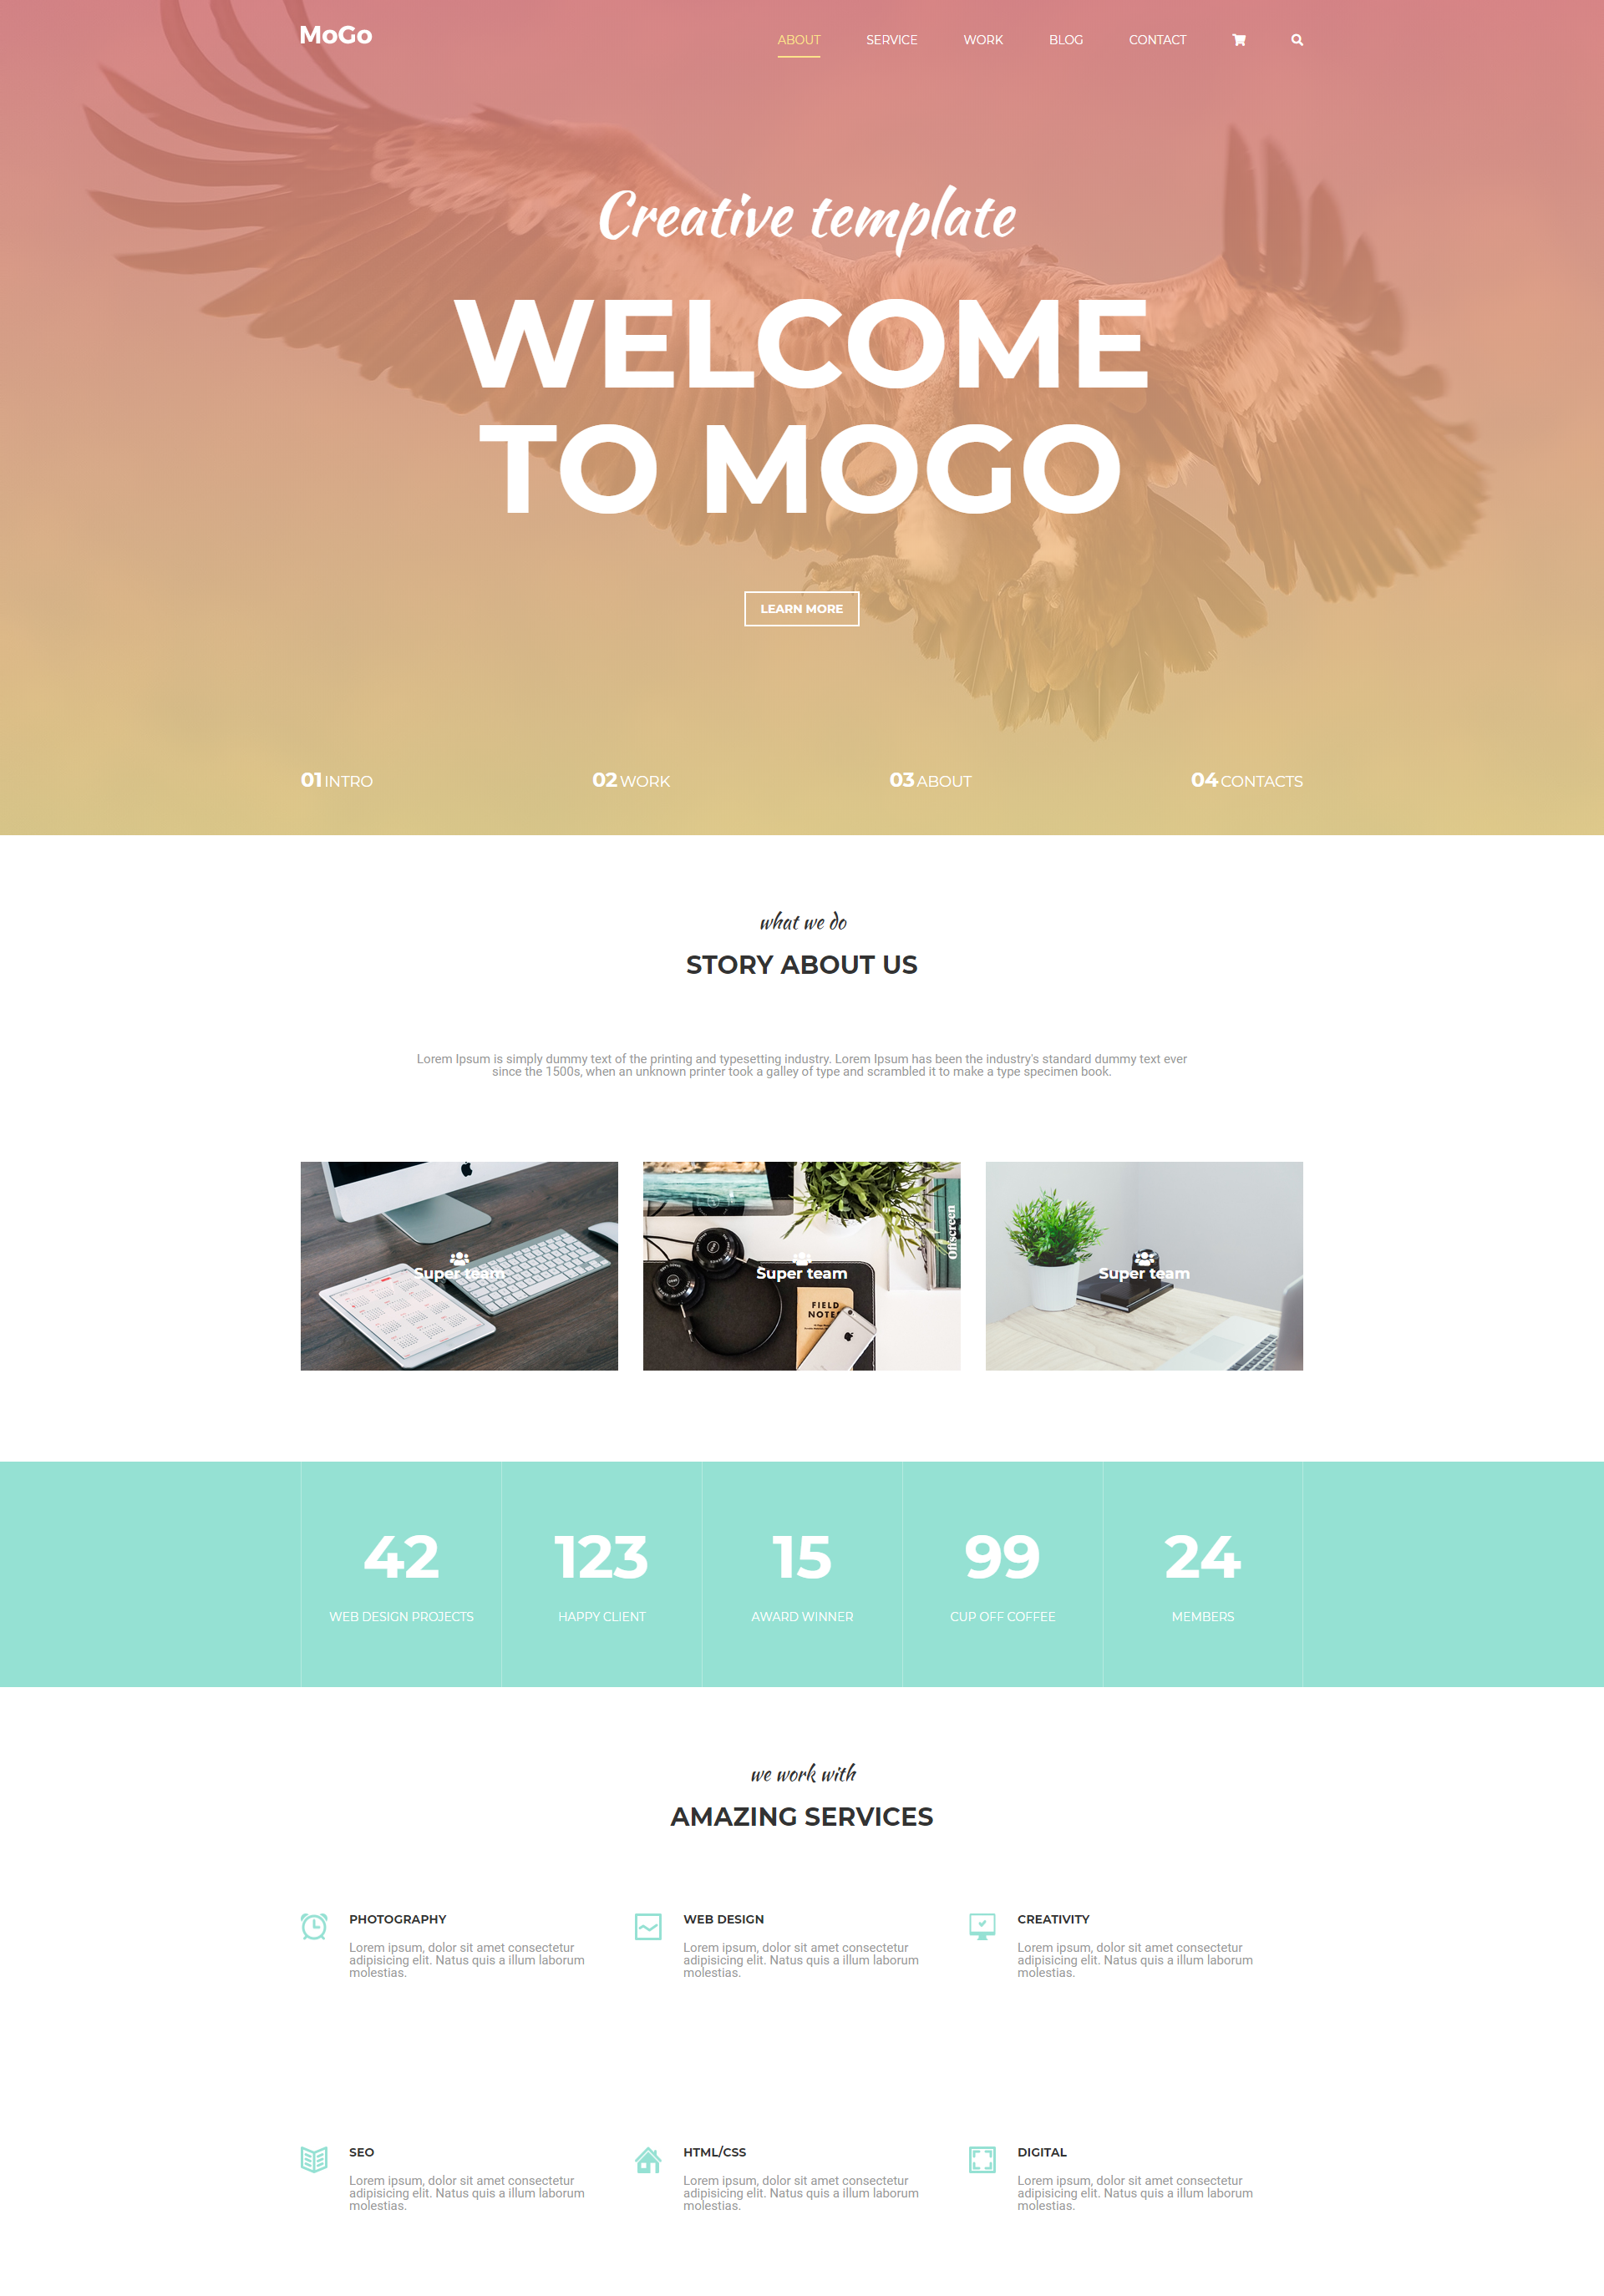 MoGo
ABOUT SERVICE WORK BLOG CONTACT
Creative template
WELCOME
TO MOGO
LEARN MORE
01 INTRO 02 WORK 03 ABOUT 04 CONTACTS
what we do
STORY ABOUT US
Lorem Ipsum is simply dummy text of the printing and typesetting industry. Lorem Ipsum has been the industry's standard dummy text ever
since the 1500s, when an unknown printer took a galley of type and scrambled it to make a type specimen book.
Super team
Super team
Offscreen
FIELD
NOTES
Super team
42
WEB DESIGN PROJECTS
123
HAPPY CLIENT
15
AWARD WINNER
99
CUP OFF COFFEE
24
MEMBERS
we work with
AMAZING SERVICES
PHOTOGRAPHY
Lorem ipsum, dolor sit amet consectetur
adipisicing elit. Natus quis a illum laborum
molestias.
WEB DESIGN
Lorem ipsum, dolor sit amet consectetur
adipisicing elit. Natus quis a illum laborum
molestias.
CREATIVITY
Lorem ipsum, dolor sit amet consectetur
adipisicing elit. Natus quis a illum laborum
molestias.
SEO
Lorem ipsum, dolor sit amet consectetur
adipisicing elit. Natus quis a illum laborum
molestias.
HTML/CSS
Lorem ipsum, dolor sit amet consectetur
adipisicing elit. Natus quis a illum laborum
molestias.
DIGITAL
Lorem ipsum, dolor sit amet consectetur
adipisicing elit. Natus quis a illum laborum
molestias.